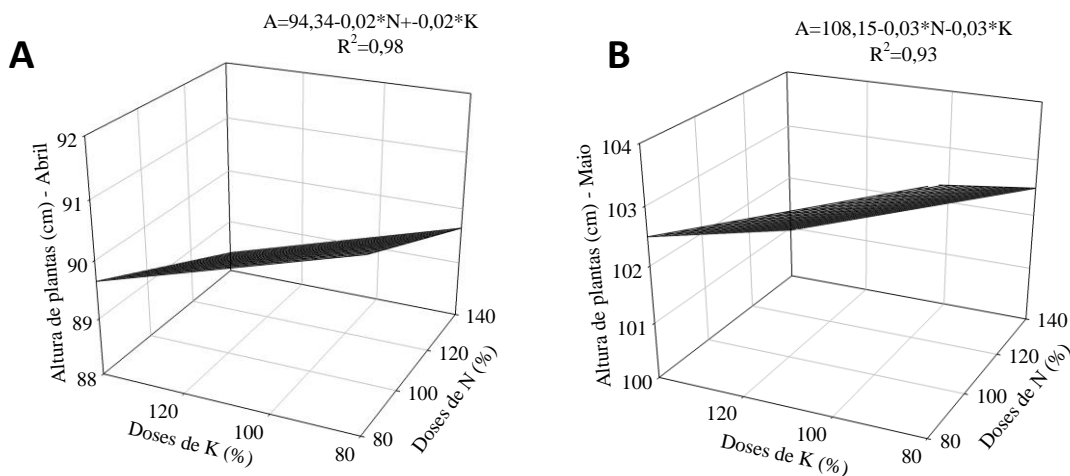 A
A=94,34-0,02*N+-0,02*K
R²=0,98
Altura de plantas (cm) - Abril
92
91
90
89
88
120
100
80
Doses de K (%)
80
100
120
140
Doses de N (%)
B
A=108,15-0,03*N-0,03*K
R²=0,93
Altura de plantas (cm) - Maio
104
103
102
101
100
120
100
80
Doses de K (%)
80
100
120
140
Doses de N (%)